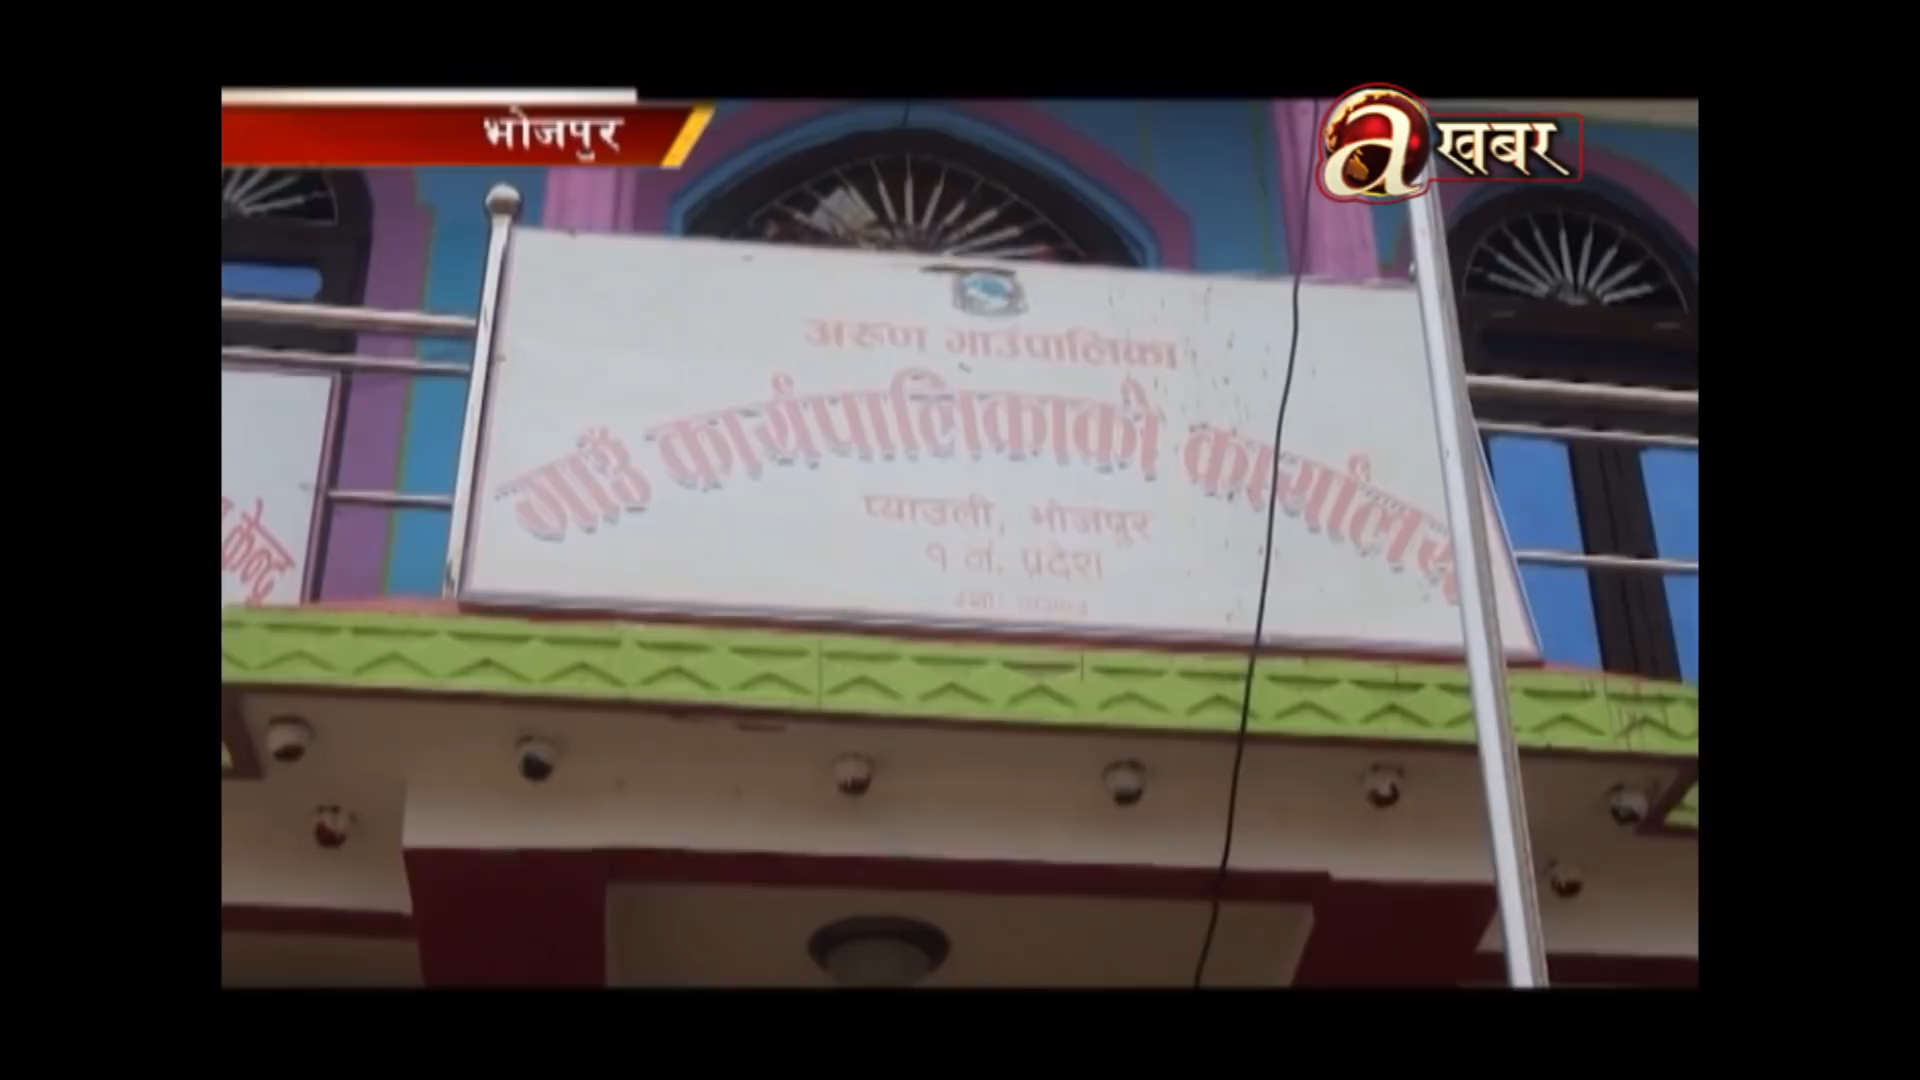 भोजपुर
a खबर
अरुण गाउँपालिका
गाउँ कार्यपालिकाको कार्यालय
प्याउली, भोजपुर
१ नं. प्रदेश
केन्द्र